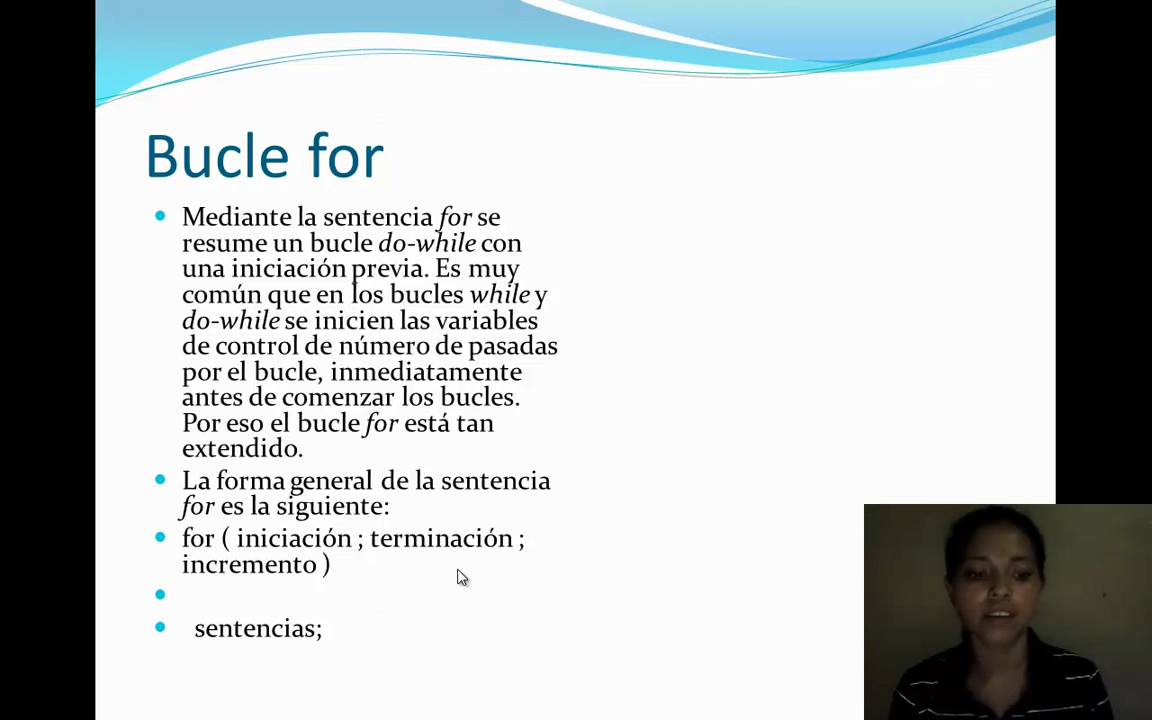 Bucle for
Mediante la sentencia for se
resume un bucle do-while con
una iniciación previa. Es muy
común que en los bucles while y
do-while se inicien las variables
de control de número de pasadas
por el bucle, inmediatamente
antes de comenzar los bucles.
Por eso el bucle for está tan
extendido.
La forma general de la sentencia
for es la siguiente:
for ( iniciación ; terminación ;
incremento )
sentencias;